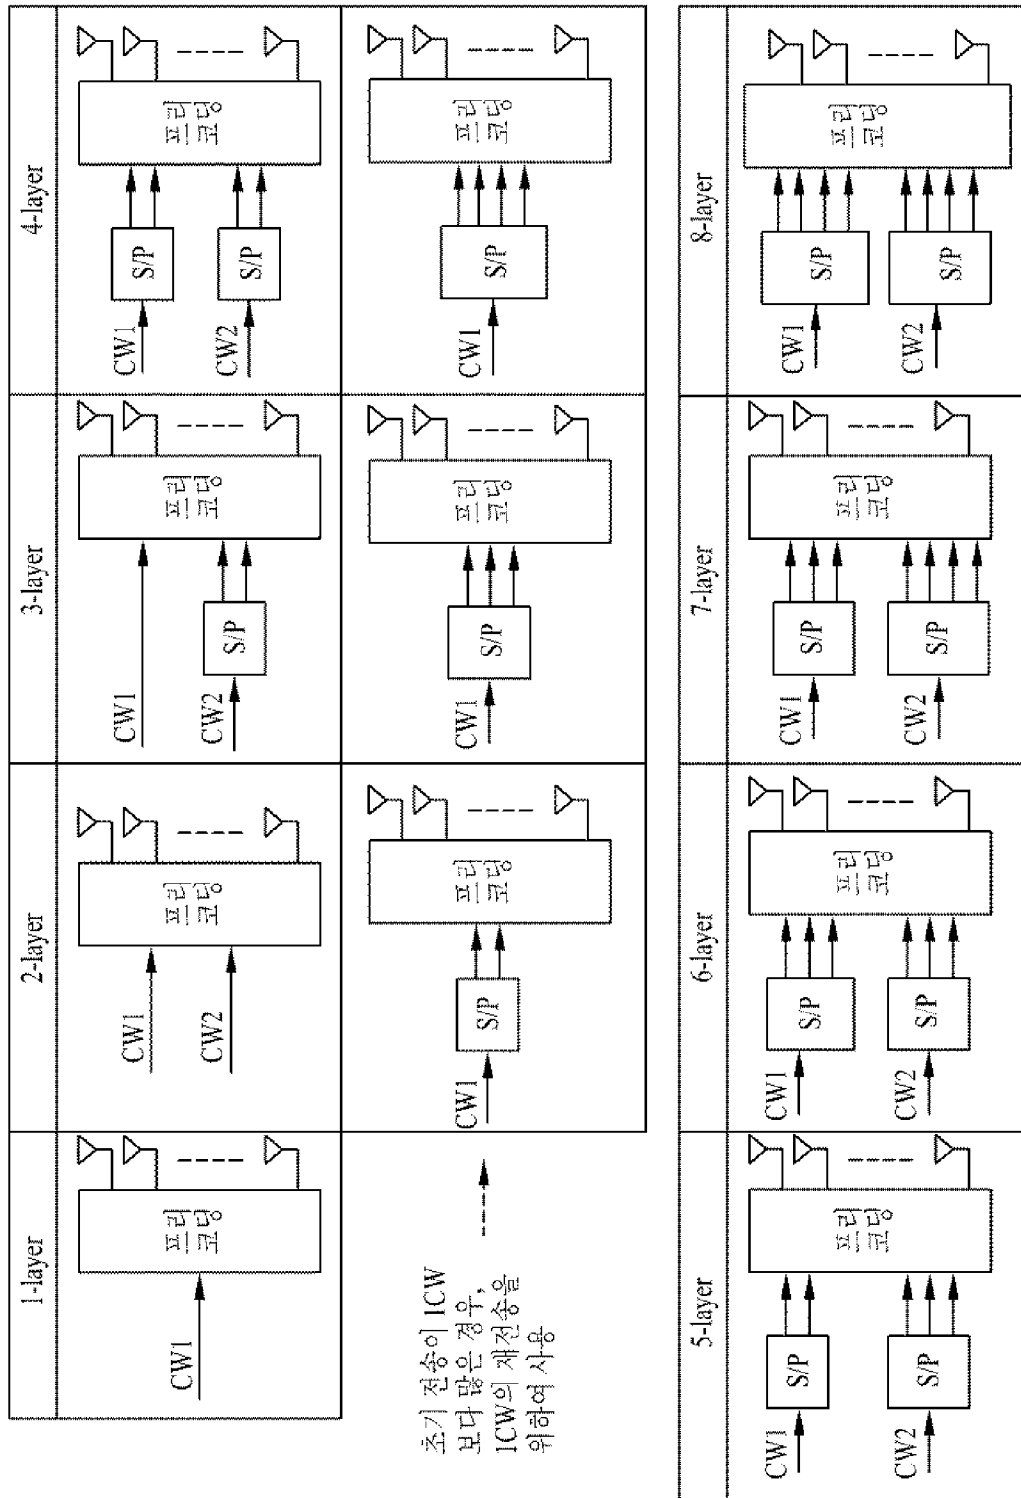 1-layer
2-layer
3-layer
4-layer
CW1
프리
코딩
CW1
CW2
프리
코딩
CW1
CW2
S/P
프리
코딩
CW1
S/P
CW2
S/P
프리
코딩
초기 전송이 1CW
보다 많은 경우,
1CW의 재전송을
위하여 사용
CW1
S/P
프리
코딩
CW1
S/P
프리
코딩
CW1
S/P
프리
코딩
5-layer
6-layer
7-layer
8-layer
CW1
S/P
CW2
S/P
프리
코딩
CW1
S/P
CW2
S/P
프리
코딩
CW1
S/P
CW2
S/P
프리
코딩
CW1
S/P
CW2
S/P
프리
코딩